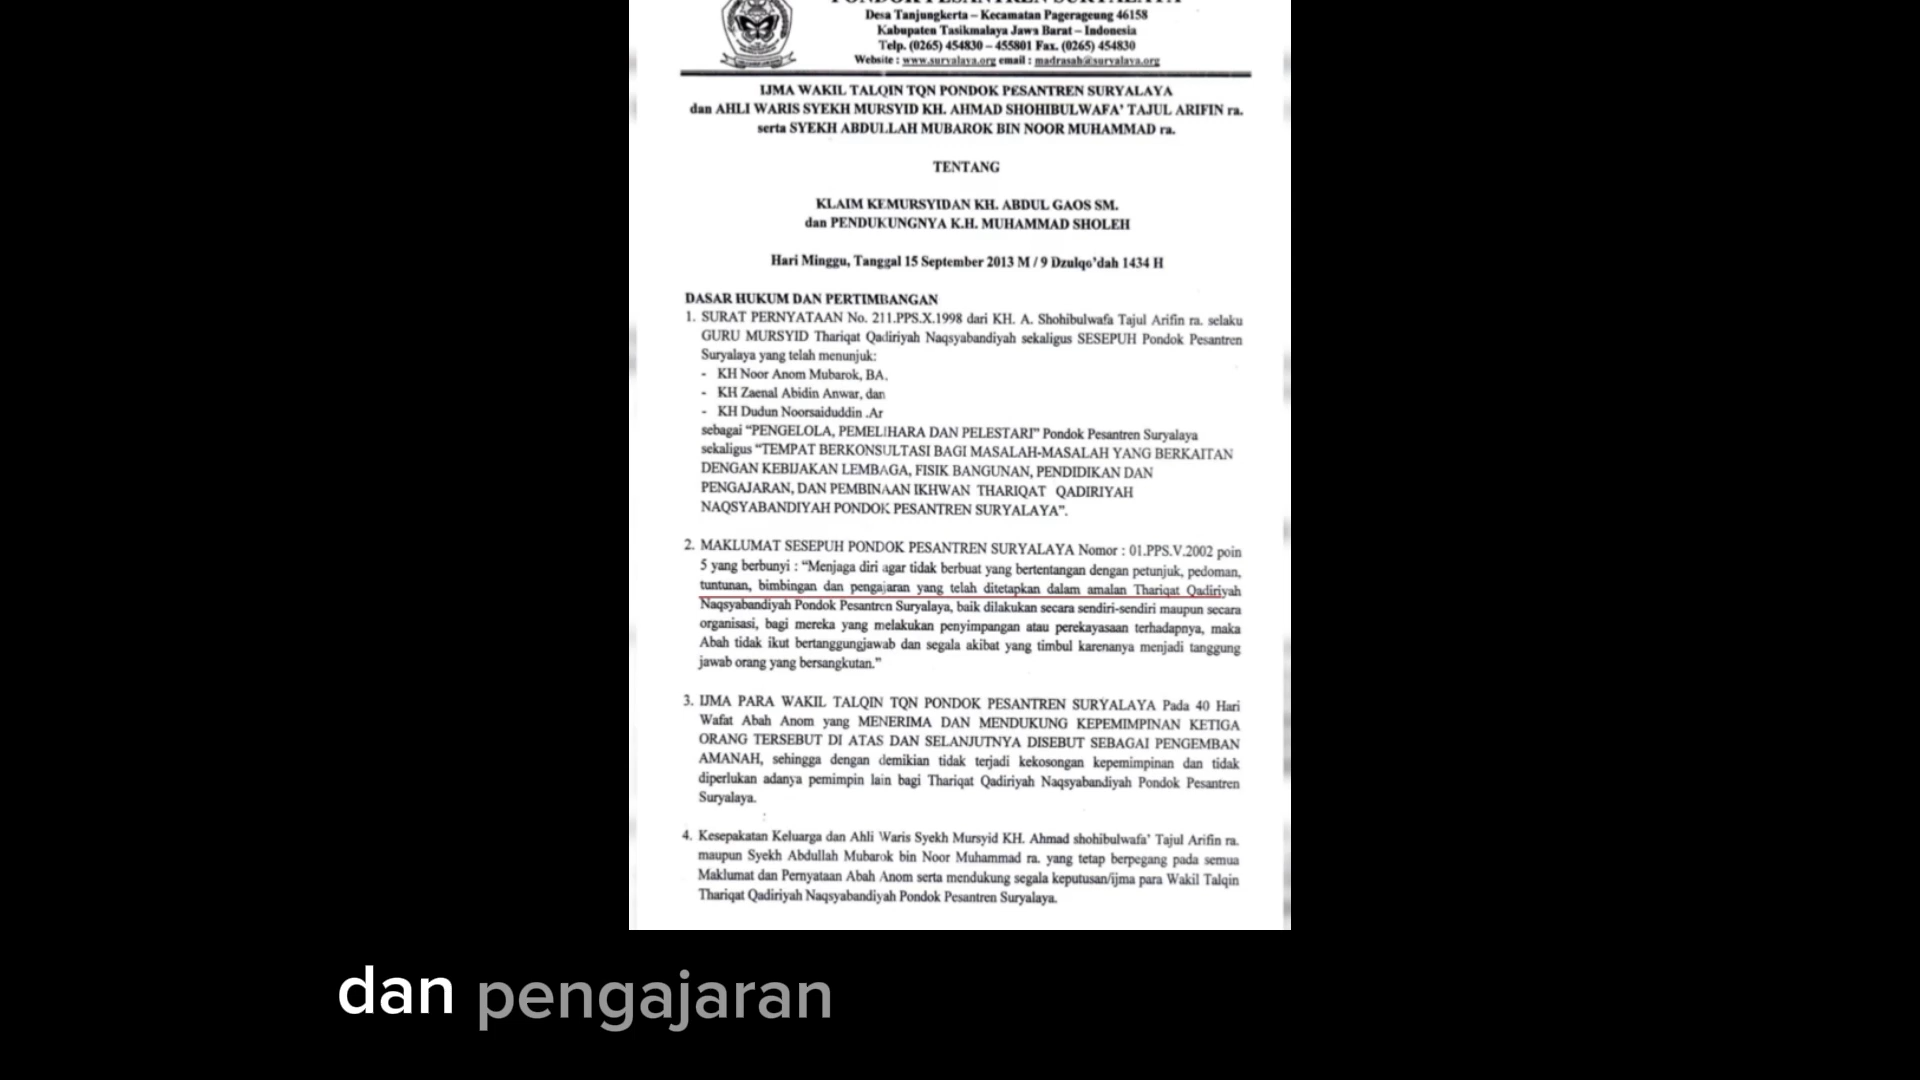 PONDOK PESANTREN SURYALAYA
Desa Tanjungkerta – Kecamatan Pagerageung 46158
Kabupaten Tasikmalaya Jawa Barat – Indonesia
Telp. (0265) 454830 – 455801 Fax. (0265) 454830
Website : www.suryalaya.org email : madrasah@suryalaya.org
IJMA WAKIL TALQIN TQN PONDOK PESANTREN SURYALAYA
dan AHLI WARIS SYEKH MURSYID KH. AHMAD SHOHIBULWAFA' TAJUL ARIFIN ra.
serta SYEKH ABDULLAH MUBAROK BIN NOOR MUHAMMAD ra.
TENTANG
KLAIM KEMURSYIDAN KH. ABDUL GAOS SM.
dan PENDUKUNGNYA K.H. MUHAMMAD SHOLEH
Hari Minggu, Tanggal 15 September 2013 M / 9 Dzulqo'dah 1434 H
DASAR HUKUM DAN PERTIMBANGAN
1. SURAT PERNYATAAN No. 211.PPS.X.1998 dari KH. A. Shohibulwafa Tajul Arifin ra. selaku
GURU MURSYID Thariqat Qadiriyah Naqsyabandiyah sekaligus SESEPUH Pondok Pesantren
Suryalaya yang telah menunjuk:
- KH Noor Anom Mubarok, BA.
- KH Zaenal Abidin Anwar, dan
- KH Dudun Noorsaiduddin .Ar
sebagai “PENGELOLA, PEMELIHARA DAN PELESTARI” Pondok Pesantren Suryalaya
sekaligus “TEMPAT BERKONSULTASI BAGI MASALAH-MASALAH YANG BERKAITAN
DENGAN KEBIJAKAN LEMBAGA, FISIK BANGUNAN, PENDIDIKAN DAN
PENGAJARAN, DAN PEMBINAAN IKHWAN THARIQAT QADIRIYAH
NAQSYABANDIYAH PONDOK PESANTREN SURYALAYA”.
2. MAKLUMAT SESEPUH PONDOK PESANTREN SURYALAYA Nomor : 01.PPS.V.2002 poin
5 yang berbunyi : “Menjaga diri agar tidak berbuat yang bertentangan dengan petunjuk, pedoman,
tuntunan, bimbingan dan pengajaran yang telah ditetapkan dalam amalan Thariqat Qadiriyah
Naqsyabandiyah Pondok Pesantren Suryalaya, baik dilakukan secara sendiri-sendiri maupun secara
organisasi, bagi mereka yang melakukan penyimpangan atau perekayasaan terhadapnya, maka
Abah tidak ikut bertanggungjawab dan segala akibat yang timbul karenanya menjadi tanggung
jawab orang yang bersangkutan.”
3. IJMA PARA WAKIL TALQIN TQN PONDOK PESANTREN SURYALAYA Pada 40 Hari
Wafat Abah Anom yang MENERIMA DAN MENDUKUNG KEPEMIMPINAN KETIGA
ORANG TERSEBUT DI ATAS DAN SELANJUTNYA DISEBUT SEBAGAI PENGEMBAN
AMANAH, sehingga dengan demikian tidak terjadi kekosongan kepemimpinan dan tidak
diperlukan adanya pemimpin lain bagi Thariqat Qadiriyah Naqsyabandiyah Pondok Pesantren
Suryalaya.
4. Kesepakatan Keluarga dan Ahli Waris Syekh Mursyid KH. Ahmad shohibulwafa' Tajul Arifin ra.
maupun Syekh Abdullah Mubarok bin Noor Muhammad ra. yang tetap berpegang pada semua
Maklumat dan Pernyataan Abah Anom serta mendukung segala keputusan/ijma para Wakil Talqin
Thariqat Qadiriyah Naqsyabandiyah Pondok Pesantren Suryalaya.
dan pengajaran